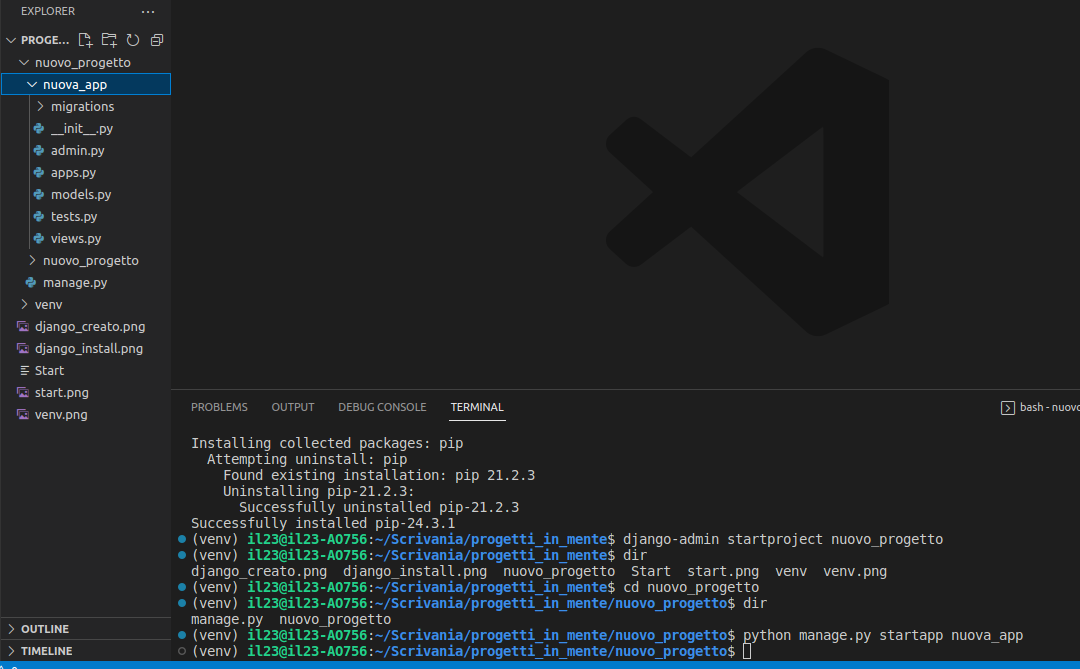 EXPLORER
PROGE...
nuovo_progetto
nuova_app
migrations
__init__.py
admin.py
apps.py
models.py
tests.py
views.py
nuovo_progetto
manage.py
venv
django_creato.png
django_install.png
Start
start.png
venv.png
OUTLINE
TIMELINE
PROBLEMS OUTPUT DEBUG CONSOLE TERMINAL
bash - nuovo
Installing collected packages: pip
Attempting uninstall: pip
Found existing installation: pip 21.2.3
Uninstalling pip-21.2.3:
Successfully uninstalled pip-21.2.3
Successfully installed pip-24.3.1
(venv) il23@il23-AO756:~/Scrivania/progetti_in_mente$ django-admin startproject nuovo_progetto
(venv) il23@il23-AO756:~/Scrivania/progetti_in_mente$ dir
django_creato.png django_install.png nuovo_progetto Start start.png venv venv.png
(venv) il23@il23-AO756:~/Scrivania/progetti_in_mente$ cd nuovo_progetto
(venv) il23@il23-AO756:~/Scrivania/progetti_in_mente/nuovo_progetto$ dir
manage.py nuovo_progetto
(venv) il23@il23-AO756:~/Scrivania/progetti_in_mente/nuovo_progetto$ python manage.py startapp nuova_app
(venv) il23@il23-AO756:~/Scrivania/progetti_in_mente/nuovo_progetto$